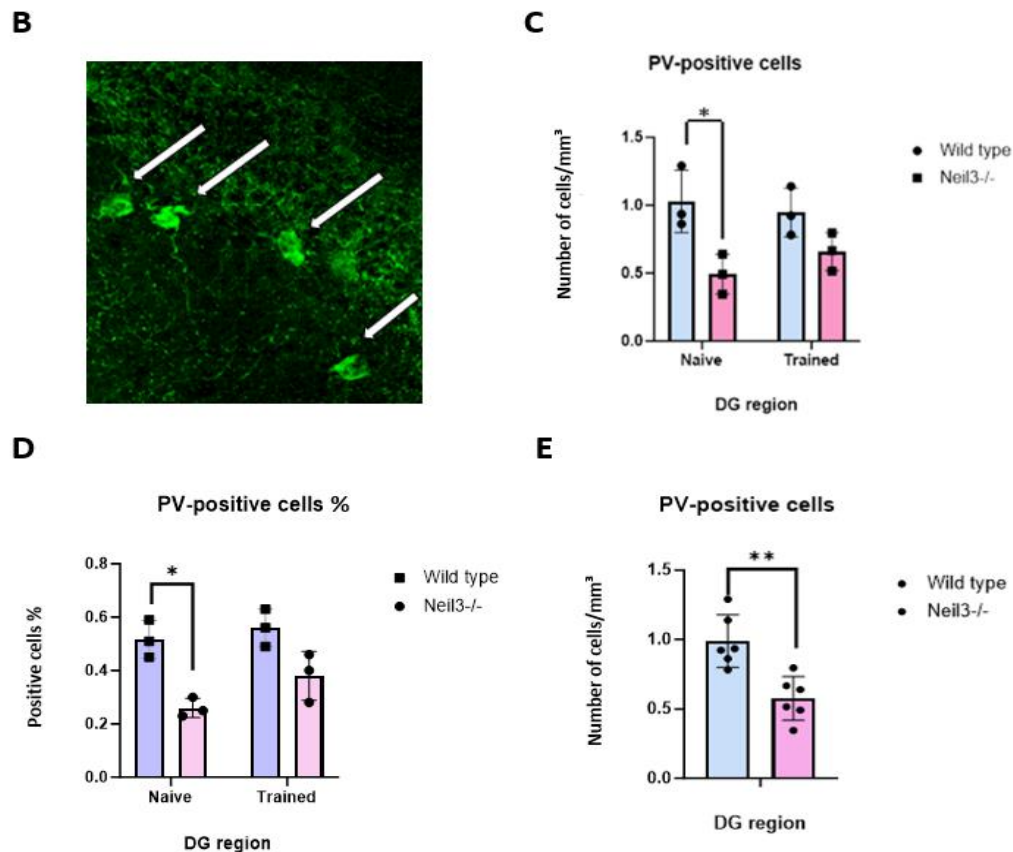 B
C
PV-positive cells
Number of cells/mm³
1.5
1.0
0.5
0.0
*
Naive
Trained
DG region
Wild type
Neil3-/-
D
PV-positive cells %
Positive cells %
0.8
0.6
0.4
0.2
0.0
*
Naive
Trained
DG region
Wild type
Neil3-/-
E
PV-positive cells
Number of cells/mm³
1.5
1.0
0.5
0.0
**
DG region
Wild type
Neil3-/-